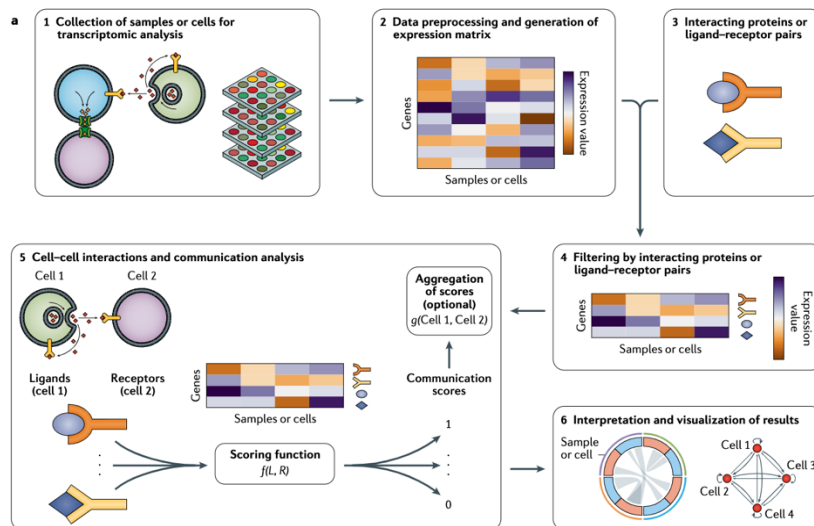 a
1 Collection of samples or cells for
transcriptomic analysis
2 Data preprocessing and generation of
expression matrix
Genes
Samples or cells
Expression value
3 Interacting proteins or
ligand–receptor pairs
4 Filtering by interacting proteins or
ligand–receptor pairs
Genes
Samples or cells
Expression
value
5 Cell–cell interactions and communication analysis
Cell 1
Cell 2
Ligands
(cell 1)
Receptors
(cell 2)
Genes
Samples or cells
Aggregation
of scores
(optional)
g(Cell 1, Cell 2)
Communication
scores
Scoring function
f(L, R)
1
0
6 Interpretation and visualization of results
Sample
or cell
Cell 1
Cell 2
Cell 3
Cell 4